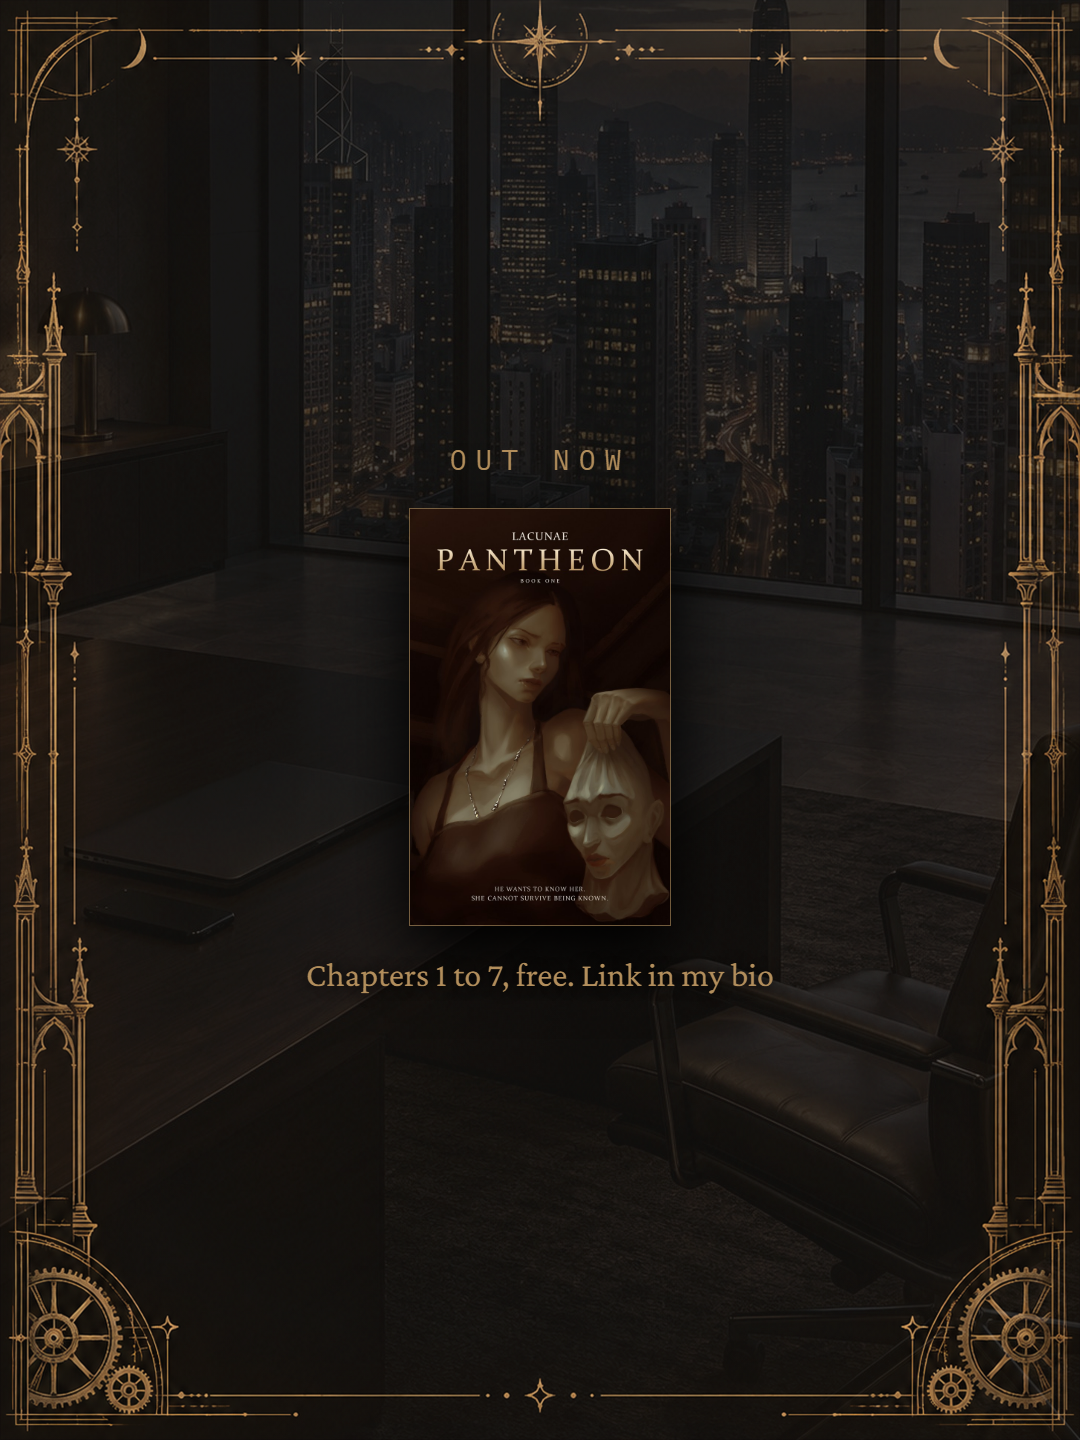 OUT NOW
LACUNAE
PANTHEON
BOOK ONE
HE WANTS TO KNOW HER.
SHE CANNOT SURVIVE BEING KNOWN.
Chapters 1 to 7, free. Link in my bio